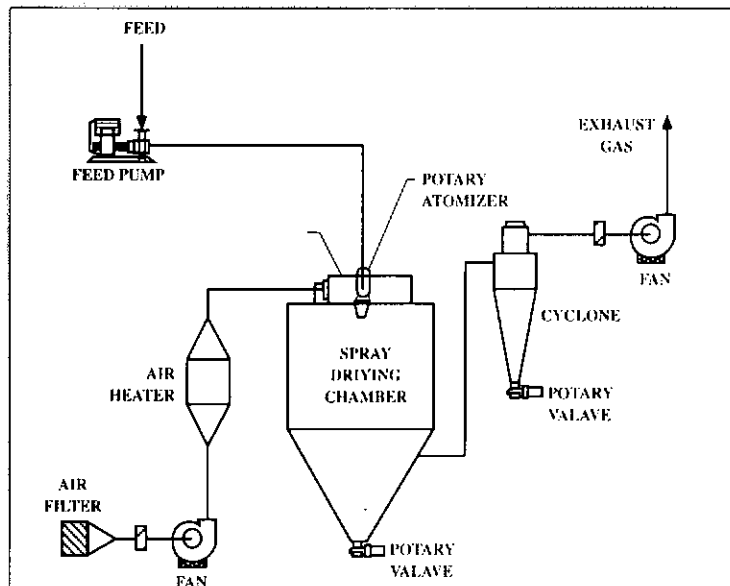 FEED
FEED PUMP
POTARY
ATOMIZER
EXHAUST
GAS
FAN
CYCLONE
POTARY
VALAVE
SPRAY
DRIVING
CHAMBER
AIR
HEATER
AIR
FILTER
FAN
POTARY
VALAVE